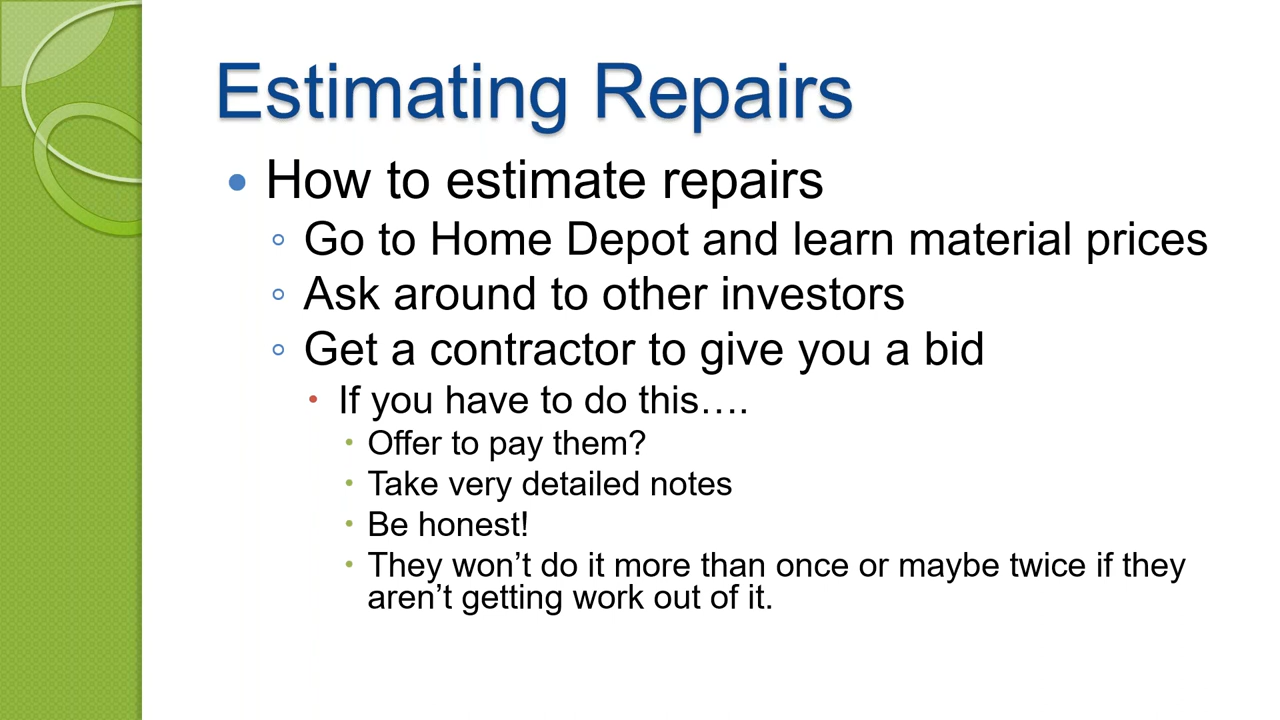 Estimating Repairs
How to estimate repairs
Go to Home Depot and learn material prices
Ask around to other investors
Get a contractor to give you a bid
If you have to do this….
Offer to pay them?
Take very detailed notes
Be honest!
They won’t do it more than once or maybe twice if they
aren’t getting work out of it.